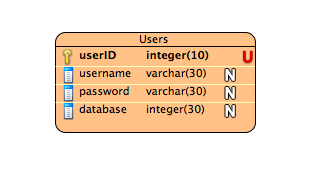 Users
userID integer(10) U
username varchar(30) N
password varchar(30) N
database integer(30) N